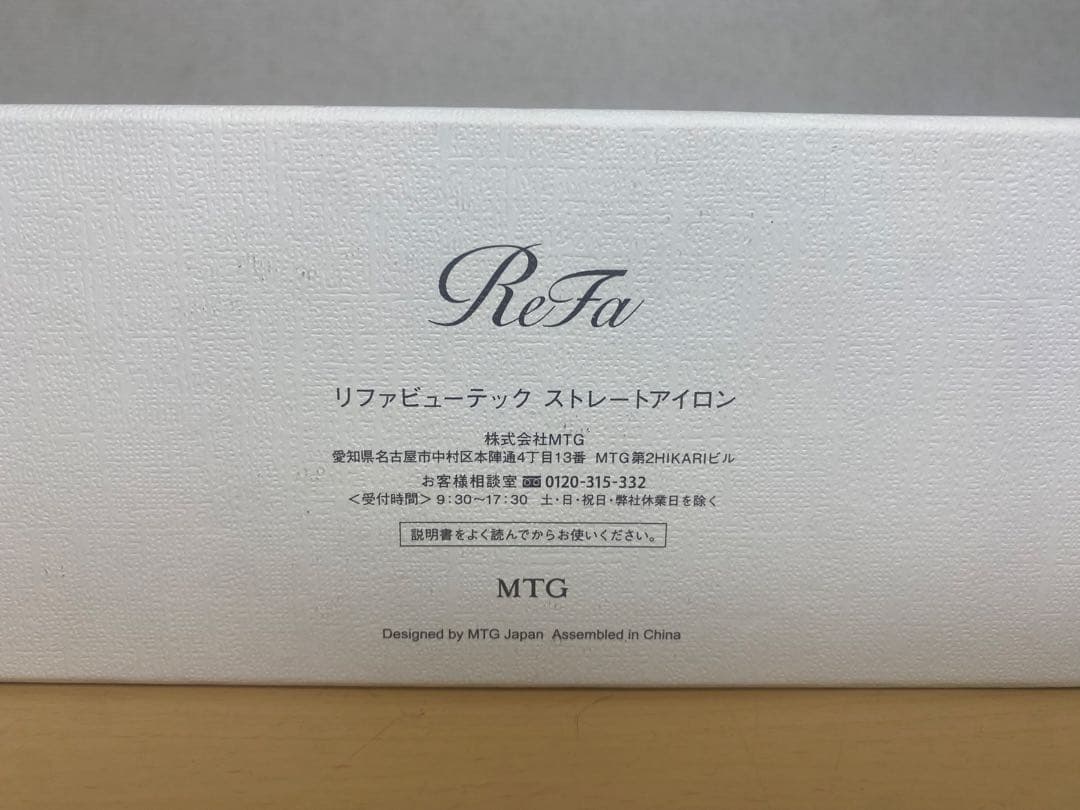 ReFa
リファビューテック ストレートアイロン
株式会社MTG
愛知県名古屋市中村区本陣通4丁目13番 MTG第2HIKARIビル
お客様相談室 0120-315-332
＜受付時間＞9:30〜17:30 土・日・祝日・弊社休業日を除く
説明書をよく読んでからお使いください。
MTG
Designed by MTG Japan Assembled in China